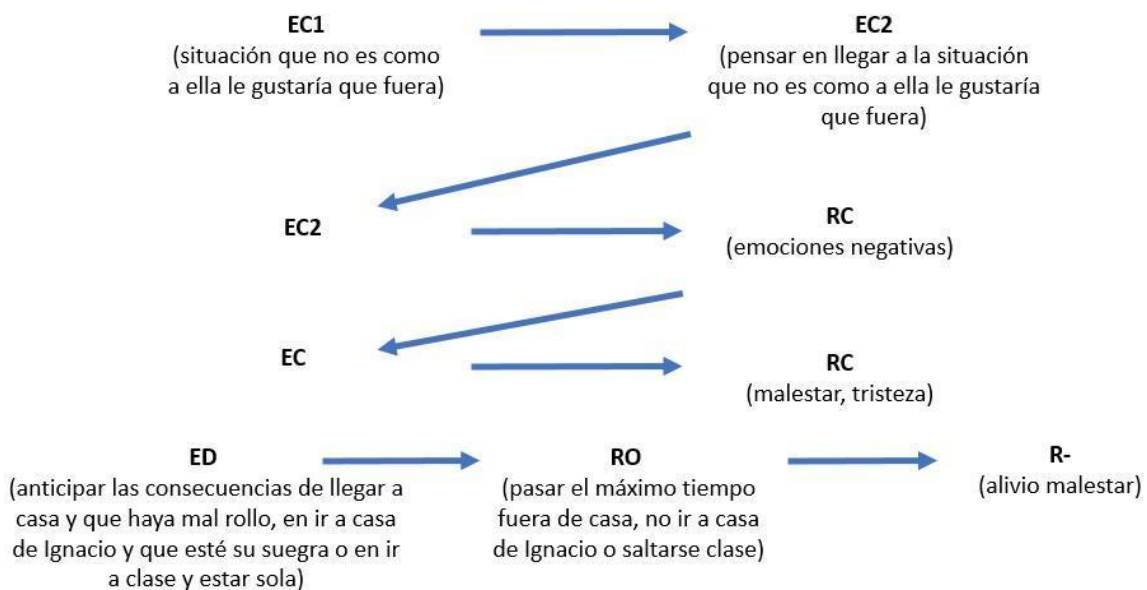 EC1
(situación que no es como
a ella le gustaría que fuera)
EC2
(pensar en llegar a la situación
que no es como a ella le gustaría
que fuera)
EC2
RC
(emociones negativas)
EC
RC
(malestar, tristeza)
ED
(anticipar las consecuencias de llegar a
casa y que haya mal rollo, en ir a casa
de Ignacio y que esté su suegra o en ir
a clase y estar sola)
RO
(pasar el máximo tiempo
fuera de casa, no ir a casa
de Ignacio o saltarse clase)
R-
(alivio malestar)